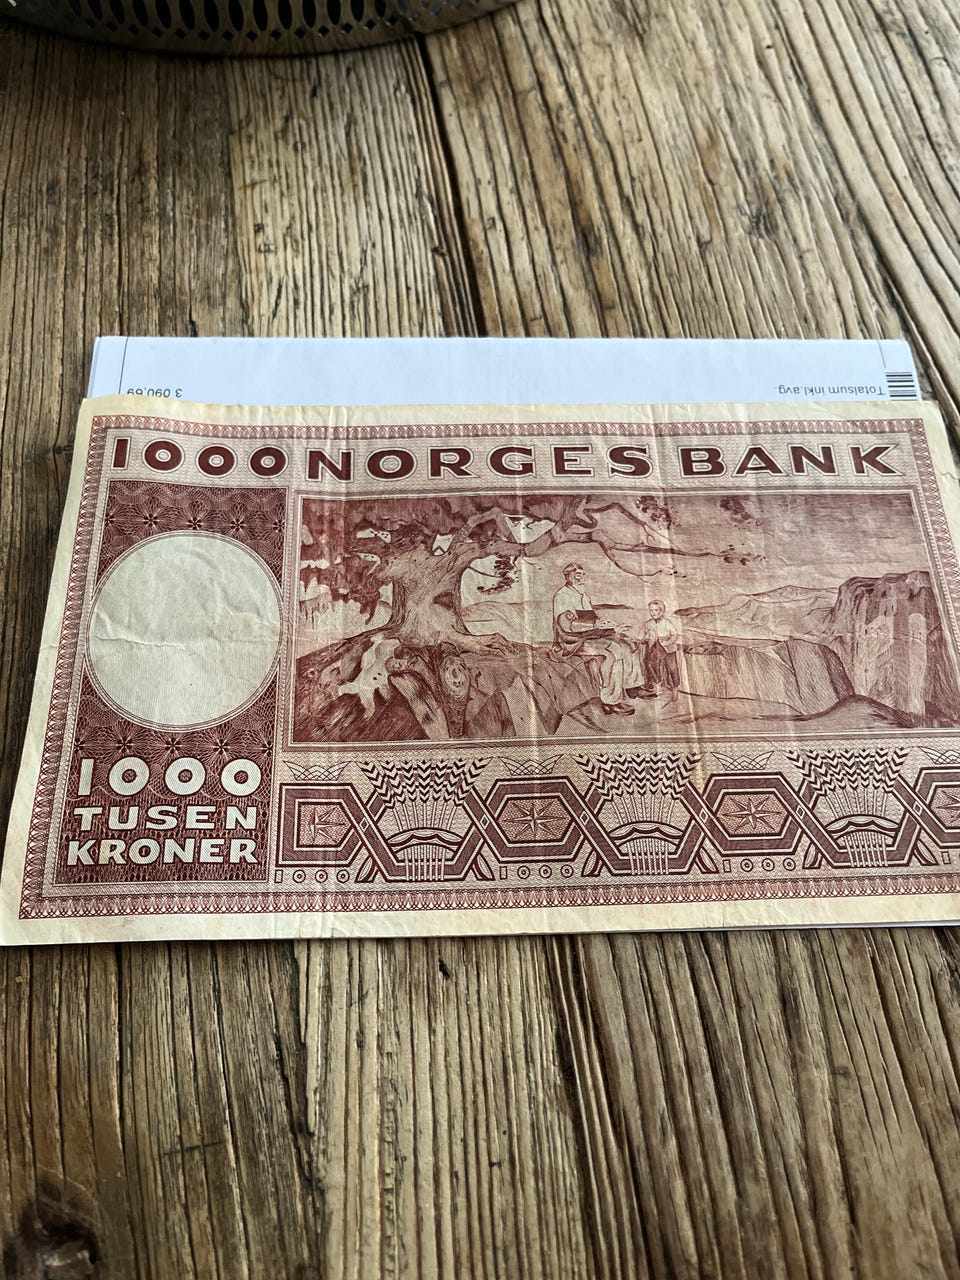 Totalsum inkl.avg.
3 090,69
1000 NORGES BANK
1000
TUSEN
KRONER